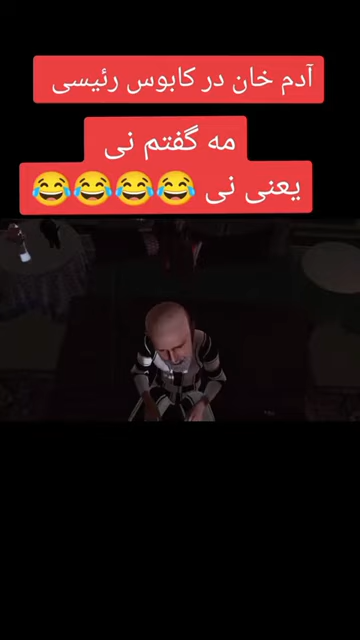 آدم خان در کابوس رئیسی
مه گفتم نی
یعنی نی 😂😂😂😂